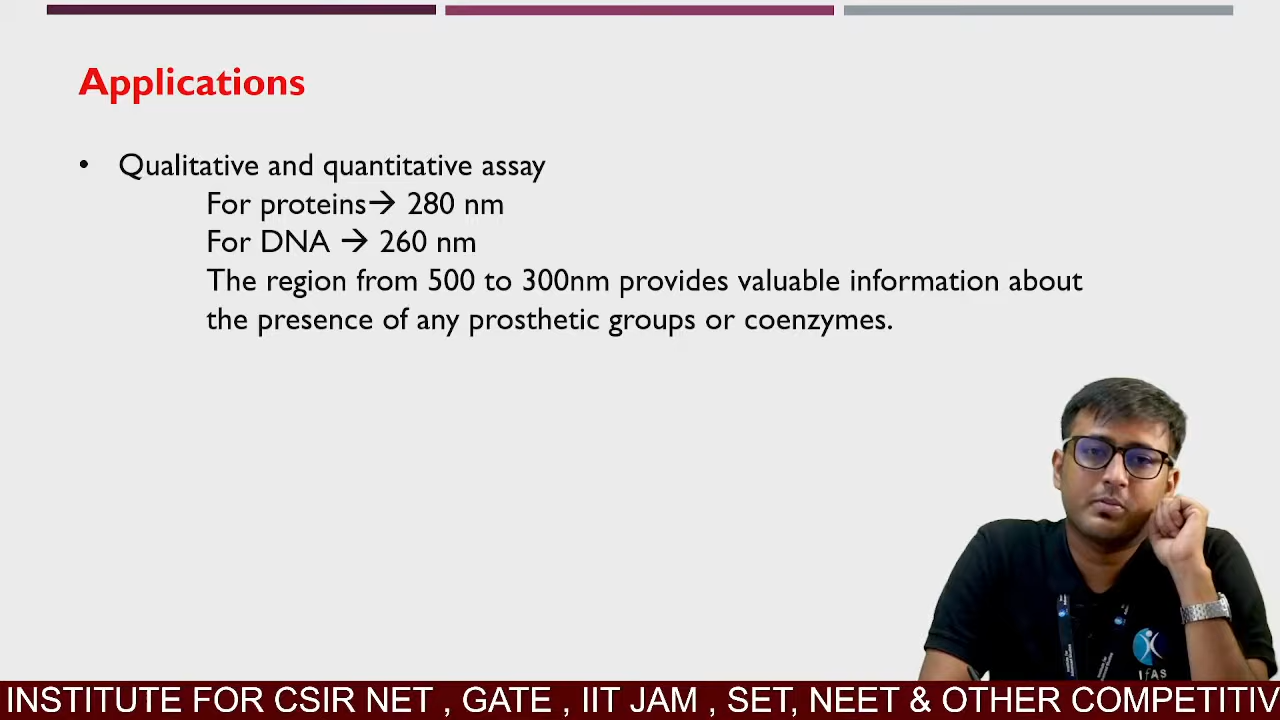 Applications
• Qualitative and quantitative assay
For proteins→ 280 nm
For DNA → 260 nm
The region from 500 to 300nm provides valuable information about
the presence of any prosthetic groups or coenzymes.
IFAS
INSTITUTE FOR CSIR NET , GATE , IIT JAM , SET, NEET & OTHER COMPETITIV